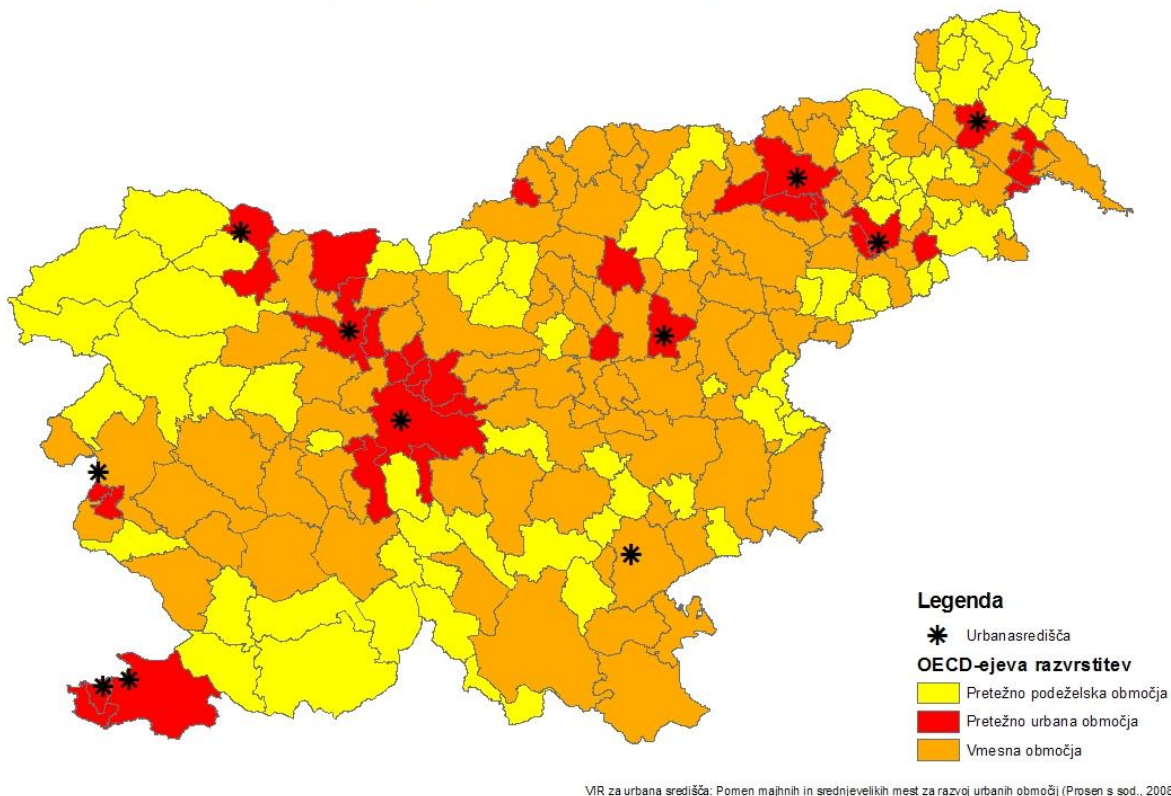 Legenda
Urbanasredišča
OECD-ejeva razvrstitev
Pretežno podeželska območja
Pretežno urbana območja
Vmesna območja
VIR za urbana središča: Pomen majhnih in srednjevelikih mest za razvoj urbanih območij (Prosen s sod., 2008